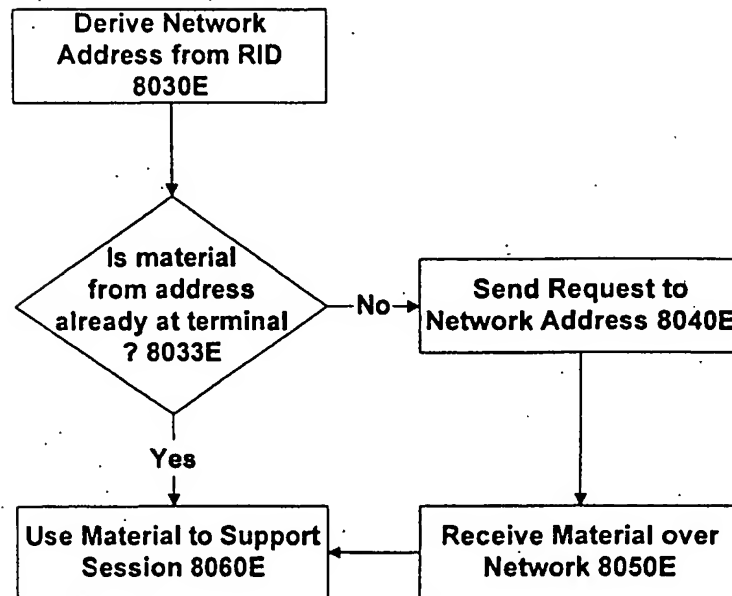 Derive Network
Address from RID
8030E
Is material
from address
already at terminal
? 8033E
No
Send Request to
Network Address 8040E
Yes
Use Material to Support
Session 8060E
Receive Material over
Network 8050E